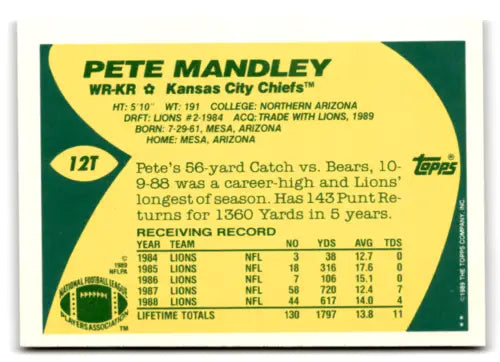 PETE MANDLEY
WR-KR ✩ Kansas City Chiefs™
HT: 5'10" WT: 191 COLLEGE: NORTHERN ARIZONA
DRFT: LIONS #2-1984 ACQ: TRADE WITH LIONS, 1989
BORN: 7-29-61, MESA, ARIZONA
HOME: MESA, ARIZONA
12T
Topps®
Pete's 56-yard Catch vs. Bears, 10-
9-88 was a career-high and Lions'
longest of season. Has 143 Punt Re-
turns for 1360 Yards in 5 years.
RECEIVING RECORD
YEAR TEAM NO YDS AVG TDS
1984 LIONS NFL 3 38 12.7 0
1985 LIONS NFL 18 316 17.6 0
1986 LIONS NFL 7 106 15.1 0
1987 LIONS NFL 58 720 12.4 7
1988 LIONS NFL 44 617 14.0 4
LIFETIME TOTALS 130 1797 13.8 11
©
1989
NFLPA
NATIONAL FOOTBALL LEAGUE
PLAYERS ASSOCIATION
™
** ©1989 THE TOPPS COMPANY, INC.